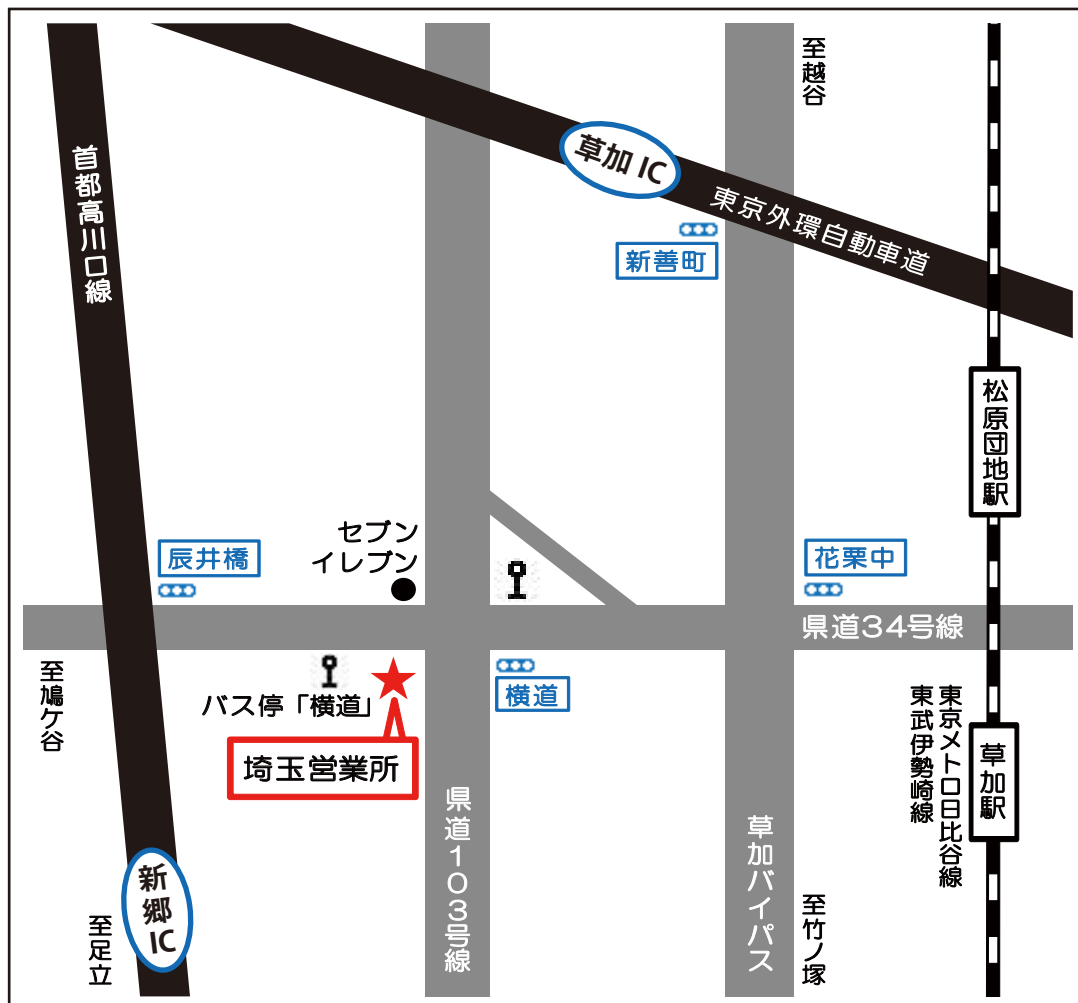 至越谷
首都高川口線
草加 IC
東京外環自動車道
新善町
松原団地駅
セブン
イレブン
辰井橋
花栗中
県道34号線
至鳩ケ谷
バス停「横道」
横道
埼玉営業所
東京メトロ日比谷線
東武伊勢崎線
草加駅
県道103号線
草加バイパス
新郷IC
至足立
至竹ノ塚